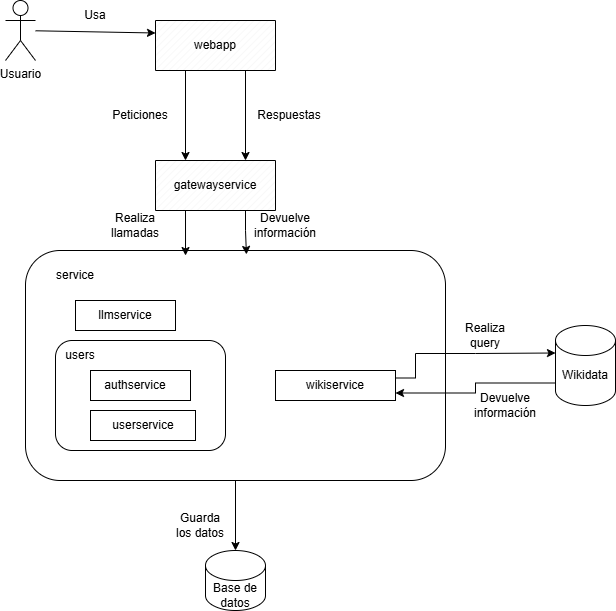 Usa
webapp
Usuario
Peticiones
Respuestas
gatewayservice
Realiza
llamadas
Devuelve
información
service
llmservice
users
authservice
userservice
wikiservice
Realiza
query
Wikidata
Devuelve
información
Guarda
los datos
Base de
datos